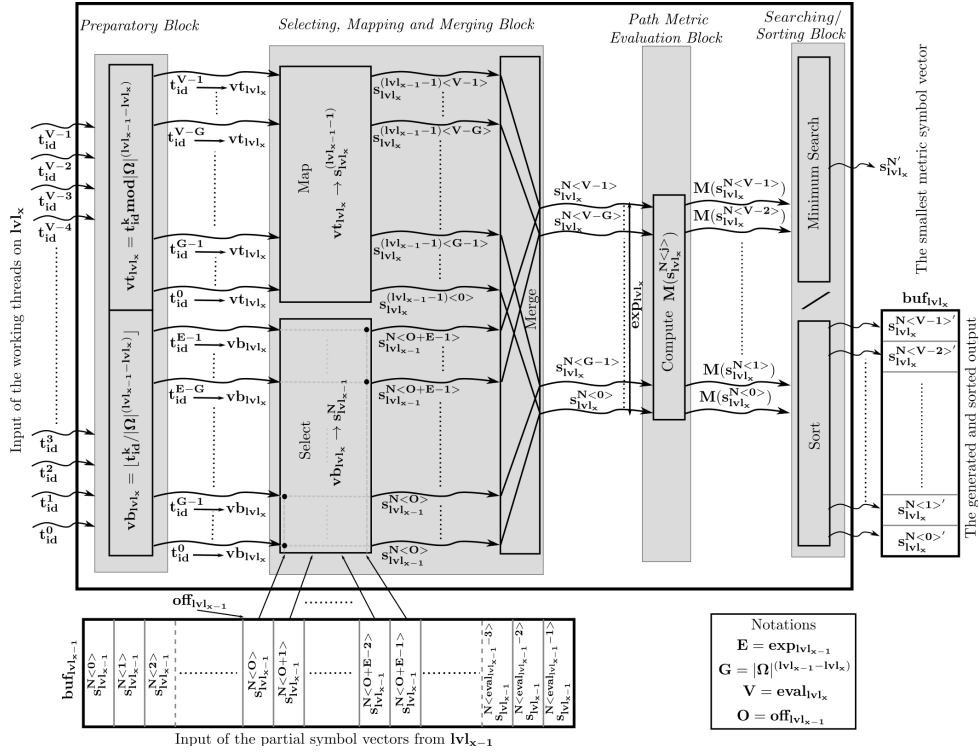 Preparatory Block
Selecting, Mapping and Merging Block
Path Metric
Evaluation Block
Searching/
Sorting Block
Input of the working threads on lvl_x
t_id^{V-1}
t_id^{V-2}
t_id^{V-3}
t_id^{V-4}
t_id^3
t_id^2
t_id^1
t_id^0
vt_{lvl_x} = t_id^k mod|Ω|^{(lvl_{x-1}-lvl_x)}
vb_{lvl_x} = ⌊t_id^k/|Ω|^{(lvl_{x-1}-lvl_x)}⌋
t_id^{V-1} → vt_{lvl_x}
t_id^{V-G} → vt_{lvl_x}
t_id^{G-1} → vt_{lvl_x}
t_id^0 → vt_{lvl_x}
t_id^{E-1} → vb_{lvl_x}
t_id^{E-G} → vb_{lvl_x}
t_id^{G-1} → vb_{lvl_x}
t_id^0 → vb_{lvl_x}
Map
vt_{lvl_x} → s_{lvl_x}^{(lvl_{x-1}-1)}
Select
vb_{lvl_x} → s_{lvl_{x-1}}^N
s_{lvl_x}^{(lvl_{x-1}-1)<V-1>}
s_{lvl_x}^{(lvl_{x-1}-1)<V-G>}
s_{lvl_x}^{(lvl_{x-1}-1)<G-1>}
s_{lvl_x}^{(lvl_{x-1}-1)<0>}
s_{lvl_{x-1}}^{N<O+E-1>}
s_{lvl_{x-1}}^{N<O+E-1>}
s_{lvl_{x-1}}^{N<O>}
s_{lvl_{x-1}}^{N<O>}
Merge
s_{lvl_x}^{N<V-1>}
s_{lvl_x}^{N<V-G>}
exp_{lvl_x}
s_{lvl_x}^{N<G-1>}
s_{lvl_x}^{N<0>}
Compute M(s_{lvl_x}^{N<j>})
M(s_{lvl_x}^{N<V-1>})
M(s_{lvl_x}^{N<V-2>})
M(s_{lvl_x}^{N<1>})
M(s_{lvl_x}^{N<0>})
Minimum Search
Sort
s_{lvl_x}^{N'}
The smallest metric symbol vector
buf_{lvl_x}
s_{lvl_x}^{N<V-1>'}
s_{lvl_x}^{N<V-2>'}
s_{lvl_x}^{N<1>'}
s_{lvl_x}^{N<0>'}
The generated and sorted output
off_{lvl_{x-1}}
buf_{lvl_{x-1}}
s_{lvl_{x-1}}^{N<0>}
s_{lvl_{x-1}}^{N<1>}
s_{lvl_{x-1}}^{N<2>}
s_{lvl_{x-1}}^{N<O>}
s_{lvl_{x-1}}^{N<O+1>}
s_{lvl_{x-1}}^{N<O+E-2>}
s_{lvl_{x-1}}^{N<O+E-1>}
s_{lvl_{x-1}}^{N<eval_{lvl_{x-1}}-3>}
s_{lvl_{x-1}}^{N<eval_{lvl_{x-1}}-2>}
s_{lvl_{x-1}}^{N<eval_{lvl_{x-1}}-1>}
Input of the partial symbol vectors from lvl_{x-1}
Notations
E = exp_{lvl_{x-1}}
G = |Ω|^{(lvl_{x-1}-lvl_x)}
V = eval_{lvl_x}
O = off_{lvl_{x-1}}